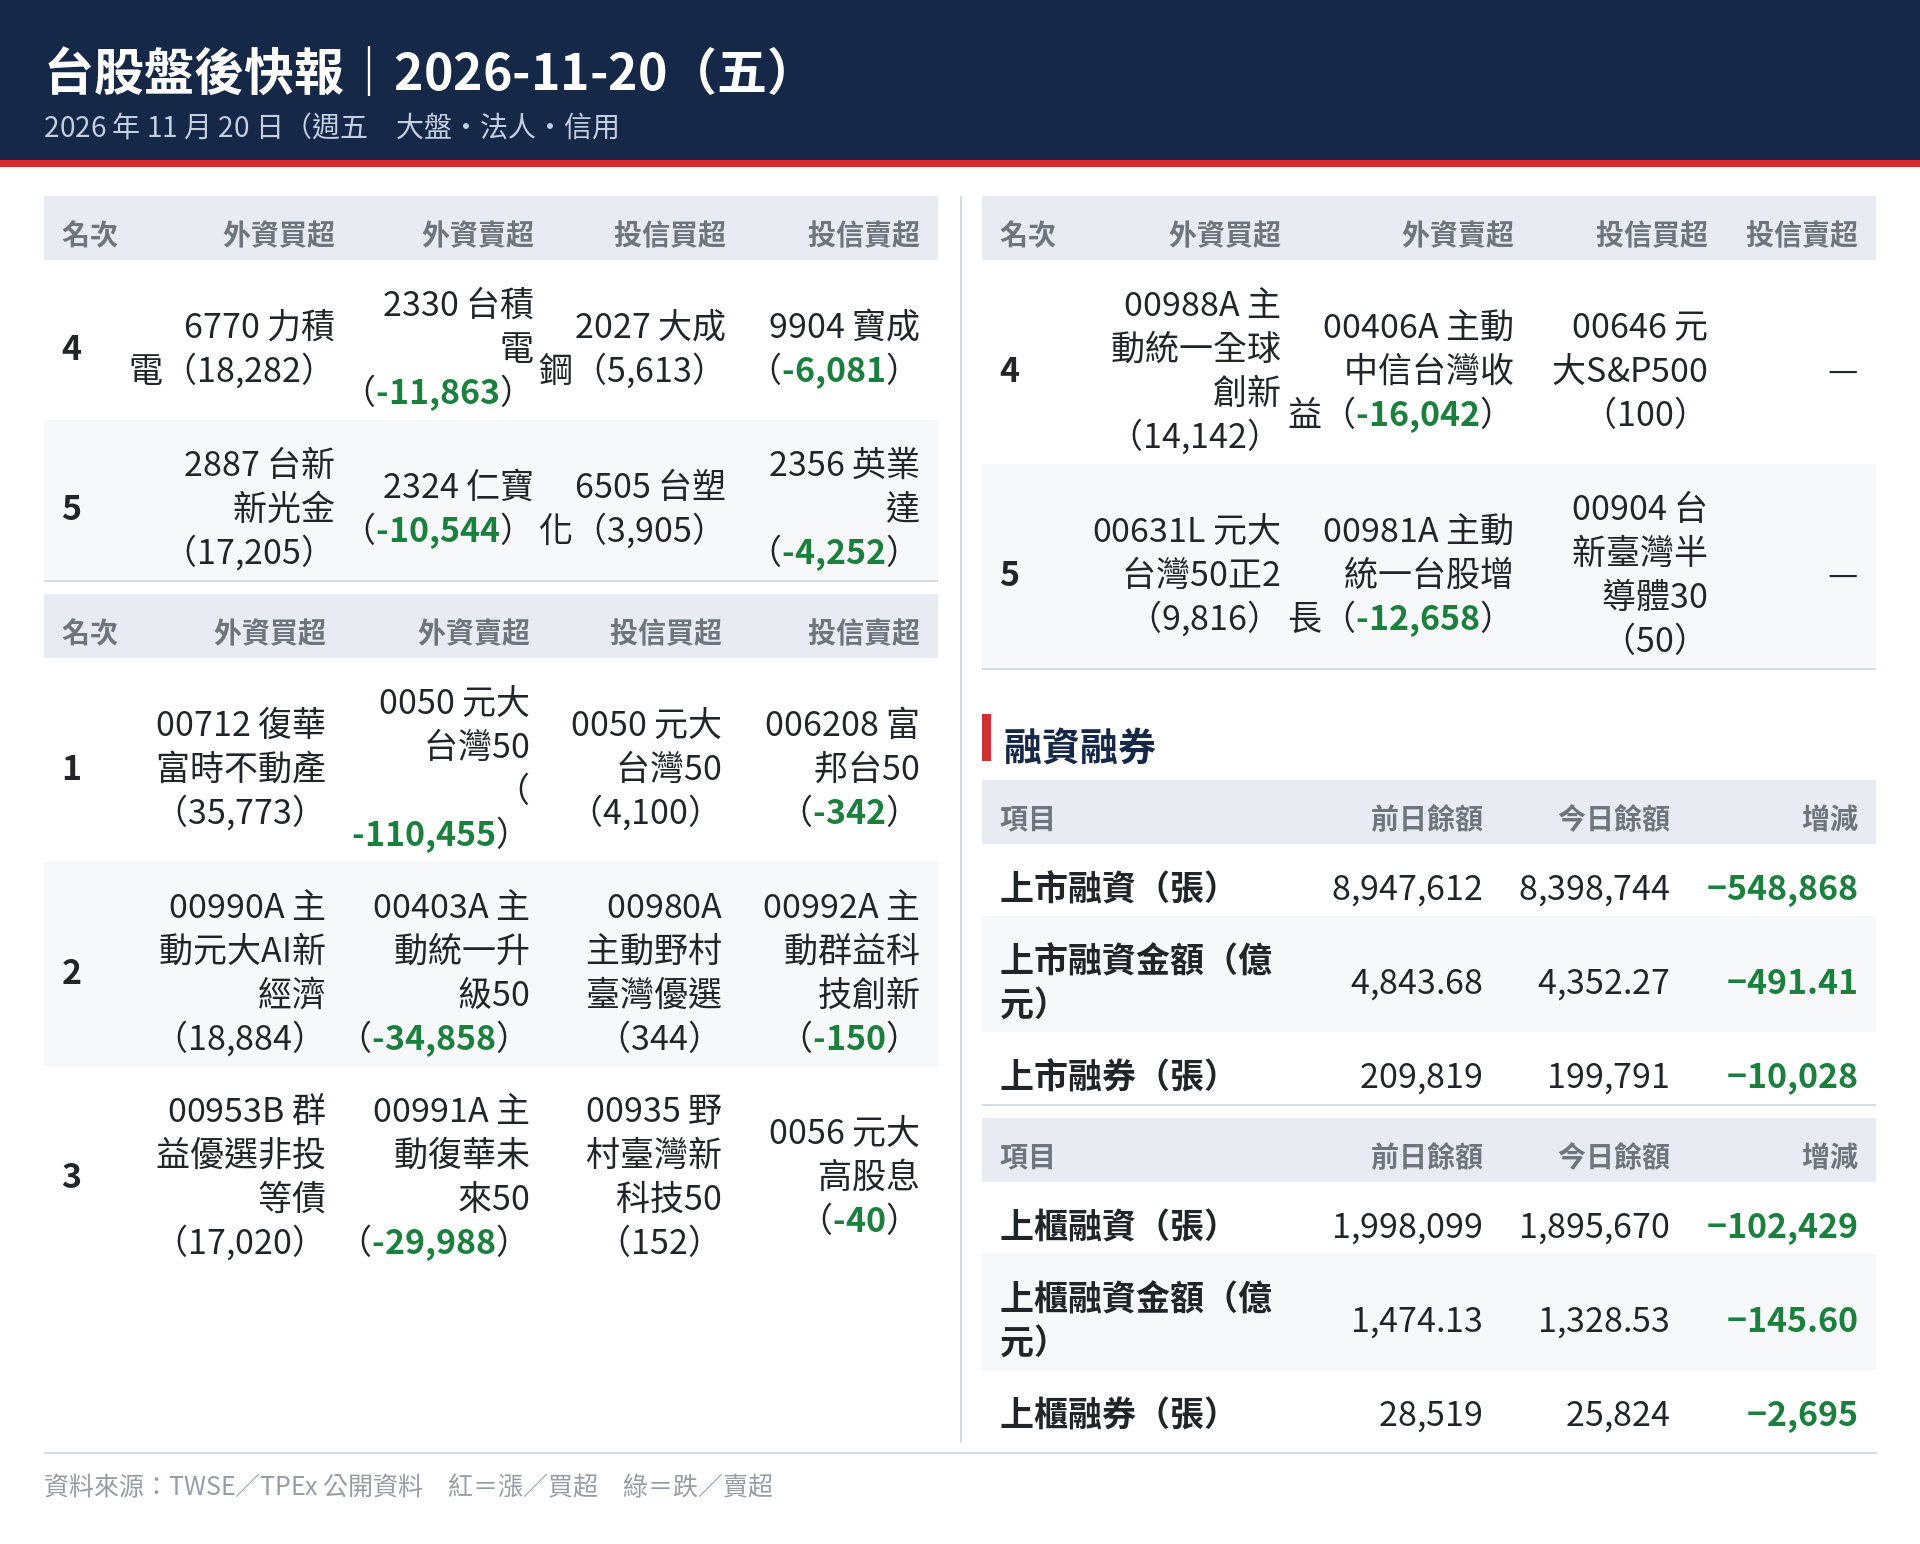 台股盤後快報｜2026-11-20（五）
2026 年 11 月 20 日（週五　大盤・法人・信用
名次 外資買超 外資賣超 投信買超 投信賣超
4 6770 力積電（18,282） 2330 台積電（-11,863） 2027 大成鋼（5,613） 9904 寶成（-6,081）
5 2887 台新新光金（17,205） 2324 仁寶（-10,544） 6505 台塑化（3,905） 2356 英業達（-4,252）
名次 外資買超 外資賣超 投信買超 投信賣超
1 00712 復華富時不動產（35,773） 0050 元大台灣50（-110,455） 0050 元大台灣50（4,100） 006208 富邦台50（-342）
2 00990A 主動元大AI新經濟（18,884） 00403A 主動統一升級50（-34,858） 00980A 主動野村臺灣優選（344） 00992A 主動群益科技創新（-150）
3 00953B 群益優選非投等債（17,020） 00991A 主動復華未來50（-29,988） 00935 野村臺灣新科技50（152） 0056 元大高股息（-40）
名次 外資買超 外資賣超 投信買超 投信賣超
4 00988A 主動統一全球創新（14,142） 00406A 主動中信台灣收益（-16,042） 00646 元大S&P500（100） —
5 00631L 元大台灣50正2（9,816） 00981A 主動統一台股增長（-12,658） 00904 台新臺灣半導體30（50） —
融資融券
項目 前日餘額 今日餘額 增減
上市融資（張） 8,947,612 8,398,744 −548,868
上市融資金額（億元） 4,843.68 4,352.27 −491.41
上市融券（張） 209,819 199,791 −10,028
項目 前日餘額 今日餘額 增減
上櫃融資（張） 1,998,099 1,895,670 −102,429
上櫃融資金額（億元） 1,474.13 1,328.53 −145.60
上櫃融券（張） 28,519 25,824 −2,695
資料來源：TWSE／TPEx 公開資料　紅＝漲／買超　綠＝跌／賣超